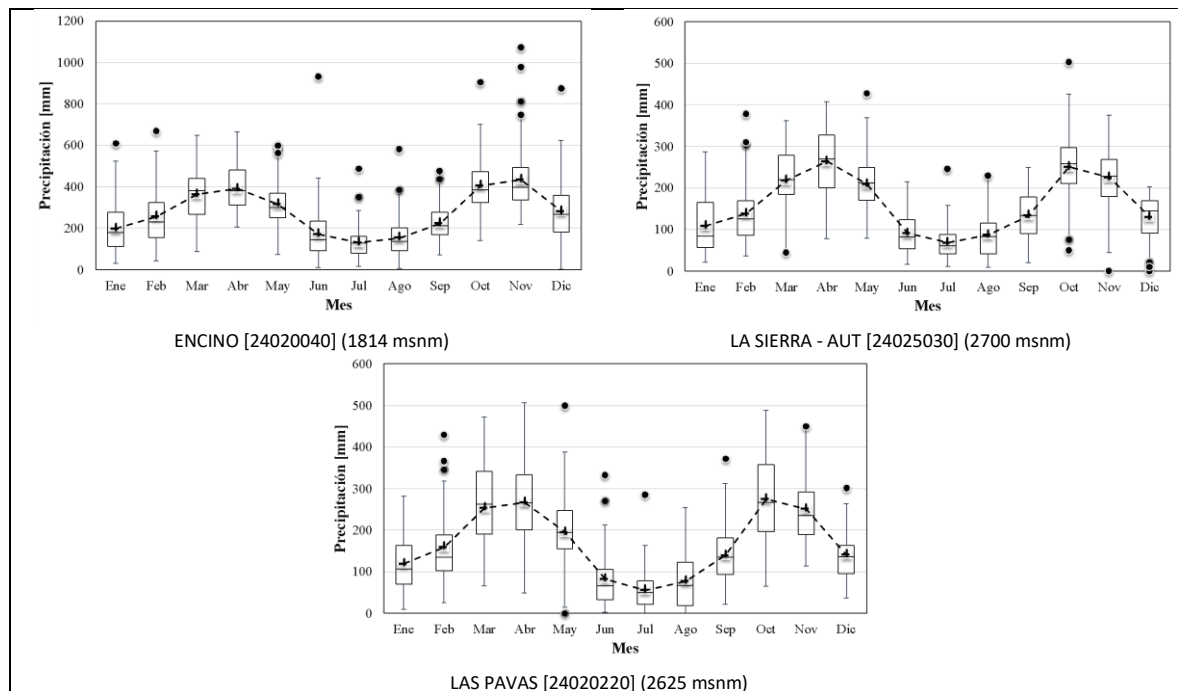 1200
1000
800
600
400
200
0
Precipitación [mm]
Ene Feb Mar Abr May Jun Jul Ago Sep Oct Nov Dic
Mes
ENCINO [24020040] (1814 msnm)
600
500
400
300
200
100
0
Precipitación [mm]
Ene Feb Mar Abr May Jun Jul Ago Sep Oct Nov Dic
Mes
LA SIERRA - AUT [24025030] (2700 msnm)
600
500
400
300
200
100
0
Precipitación [mm]
Ene Feb Mar Abr May Jun Jul Ago Sep Oct Nov Dic
Mes
LAS PAVAS [24020220] (2625 msnm)